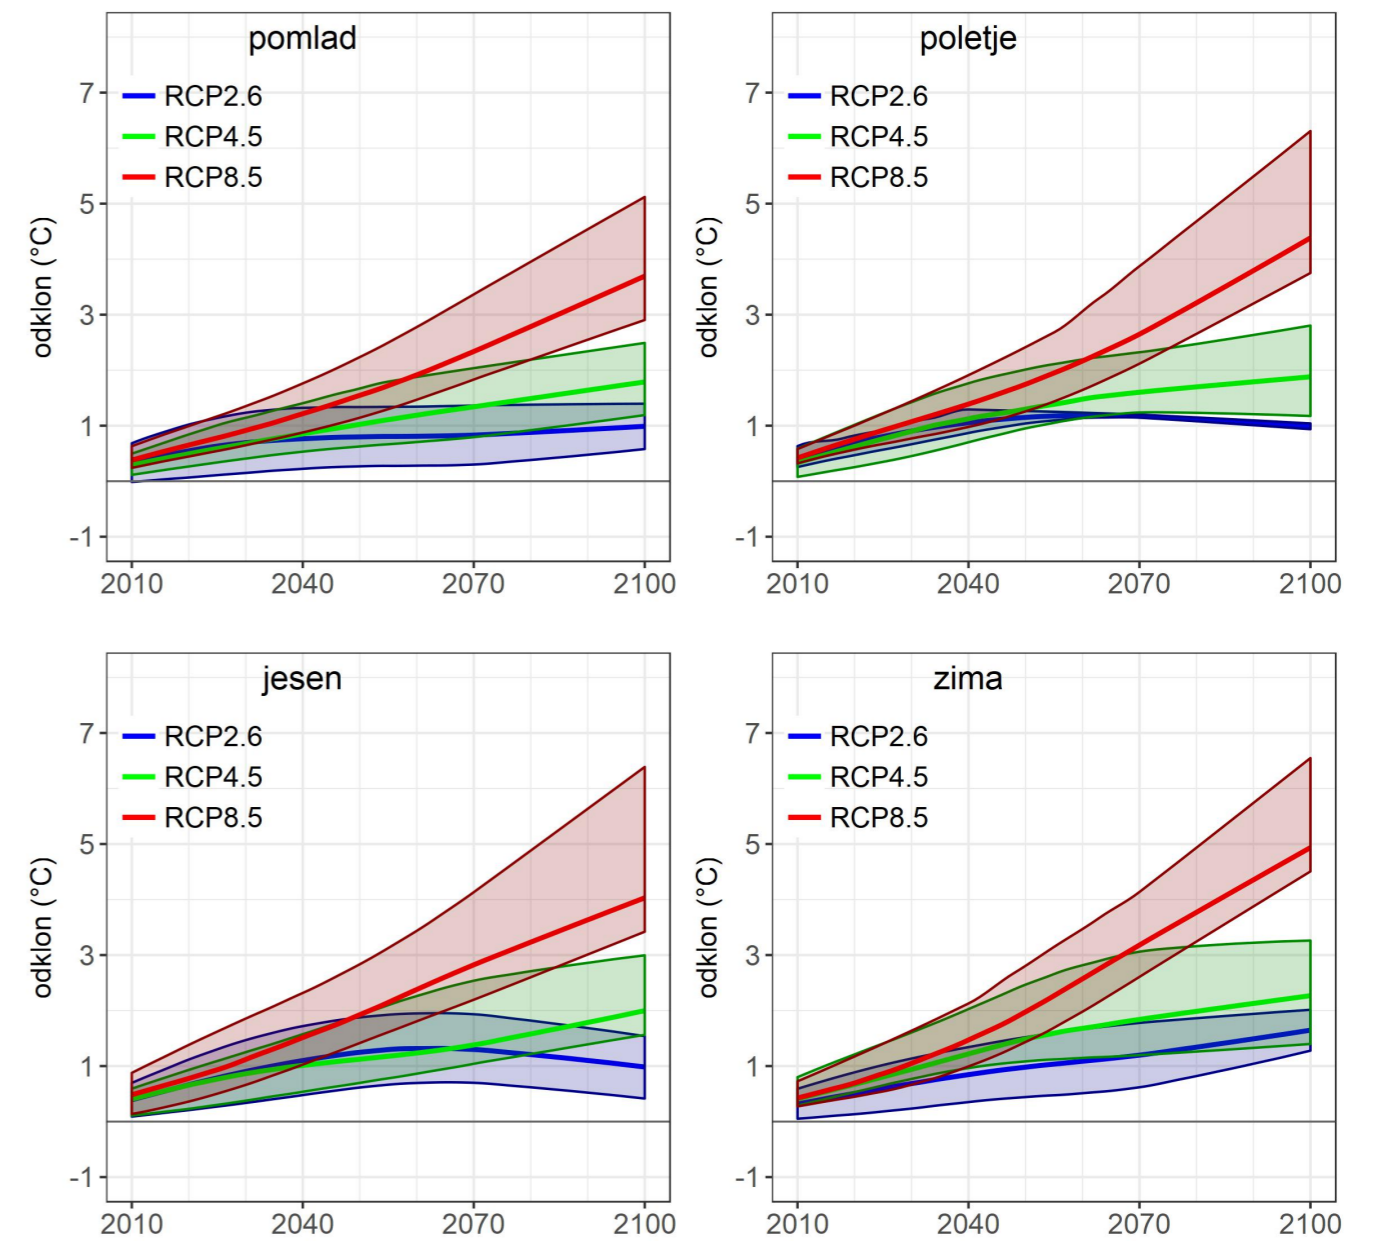 pomlad
7
RCP2.6
RCP4.5
RCP8.5
5
odklon (°C)
3
1
-1
2010 2040 2070 2100
poletje
7
RCP2.6
RCP4.5
RCP8.5
5
odklon (°C)
3
1
-1
2010 2040 2070 2100
jesen
7
RCP2.6
RCP4.5
RCP8.5
5
odklon (°C)
3
1
-1
2010 2040 2070 2100
zima
7
RCP2.6
RCP4.5
RCP8.5
5
odklon (°C)
3
1
-1
2010 2040 2070 2100